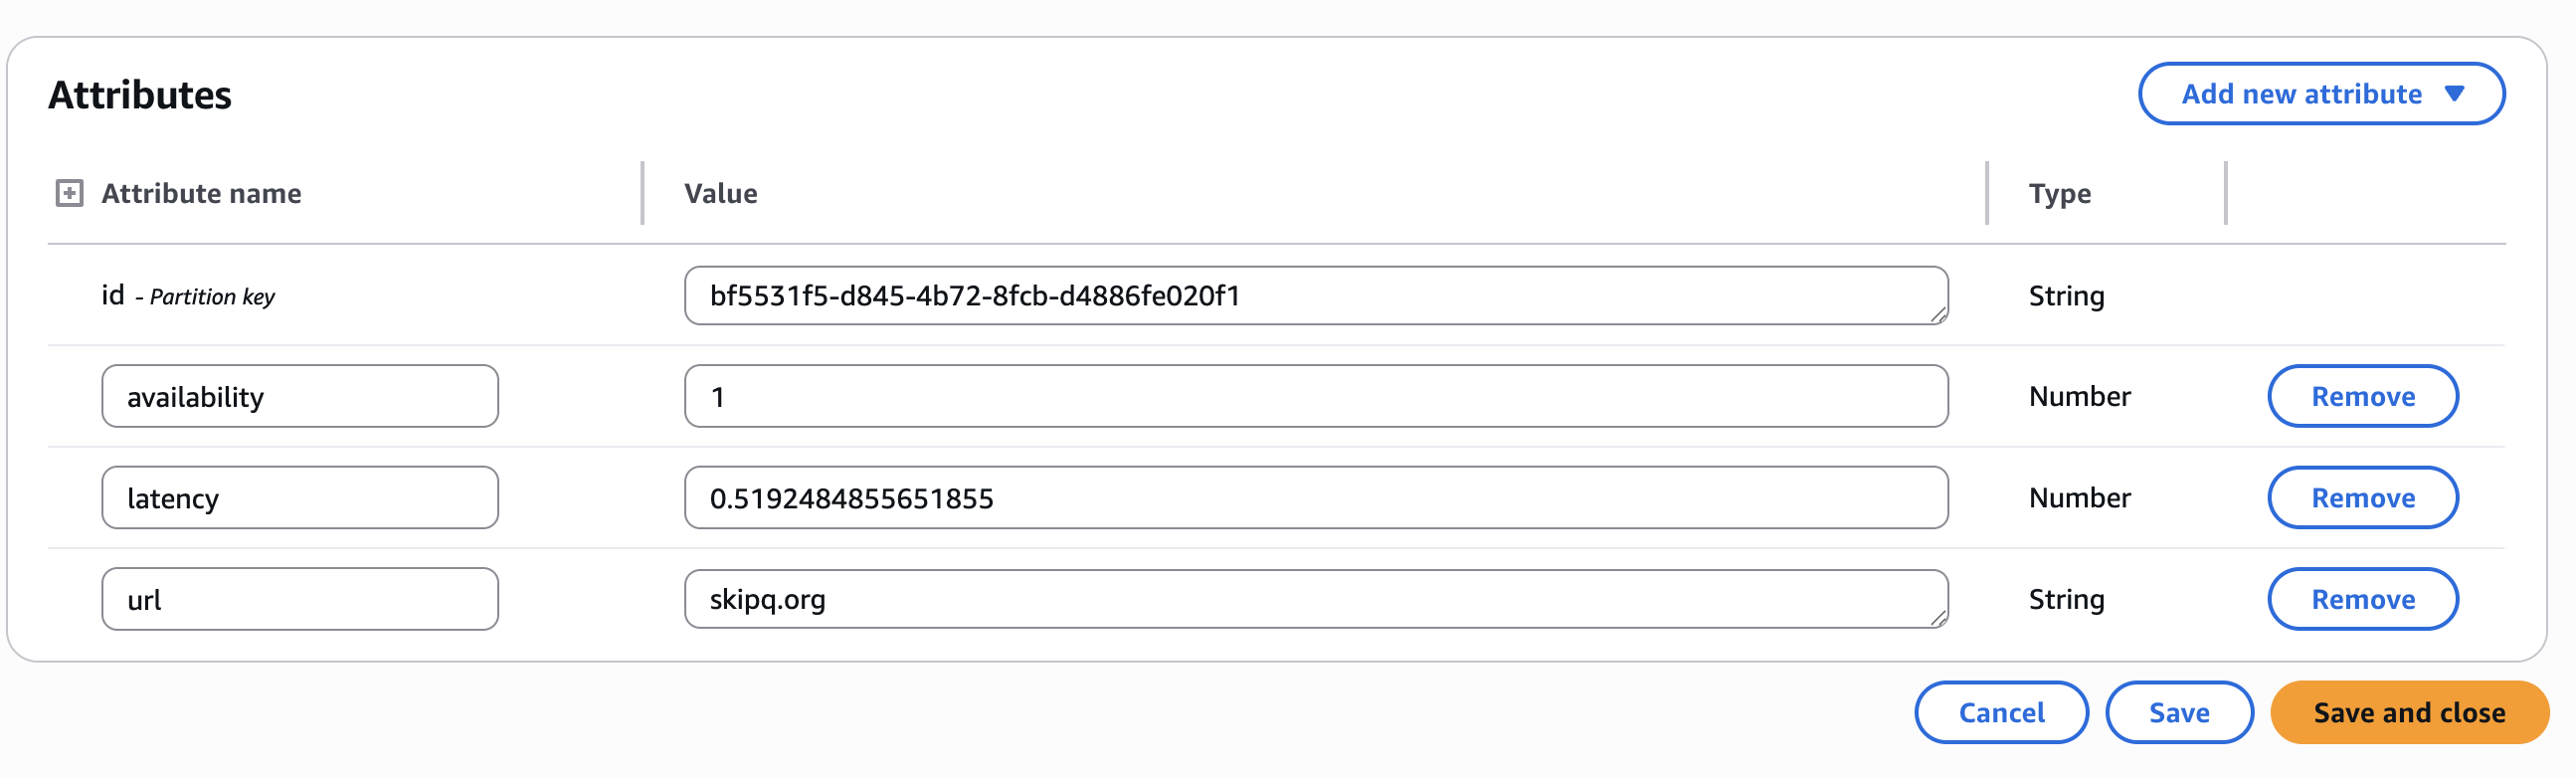 Attributes
Add new attribute
Attribute name Value Type
id - Partition key bf5531f5-d845-4b72-8fcb-d4886fe020f1 String
availability 1 Number Remove
latency 0.5192484855651855 Number Remove
url skipq.org String Remove
Cancel Save Save and close